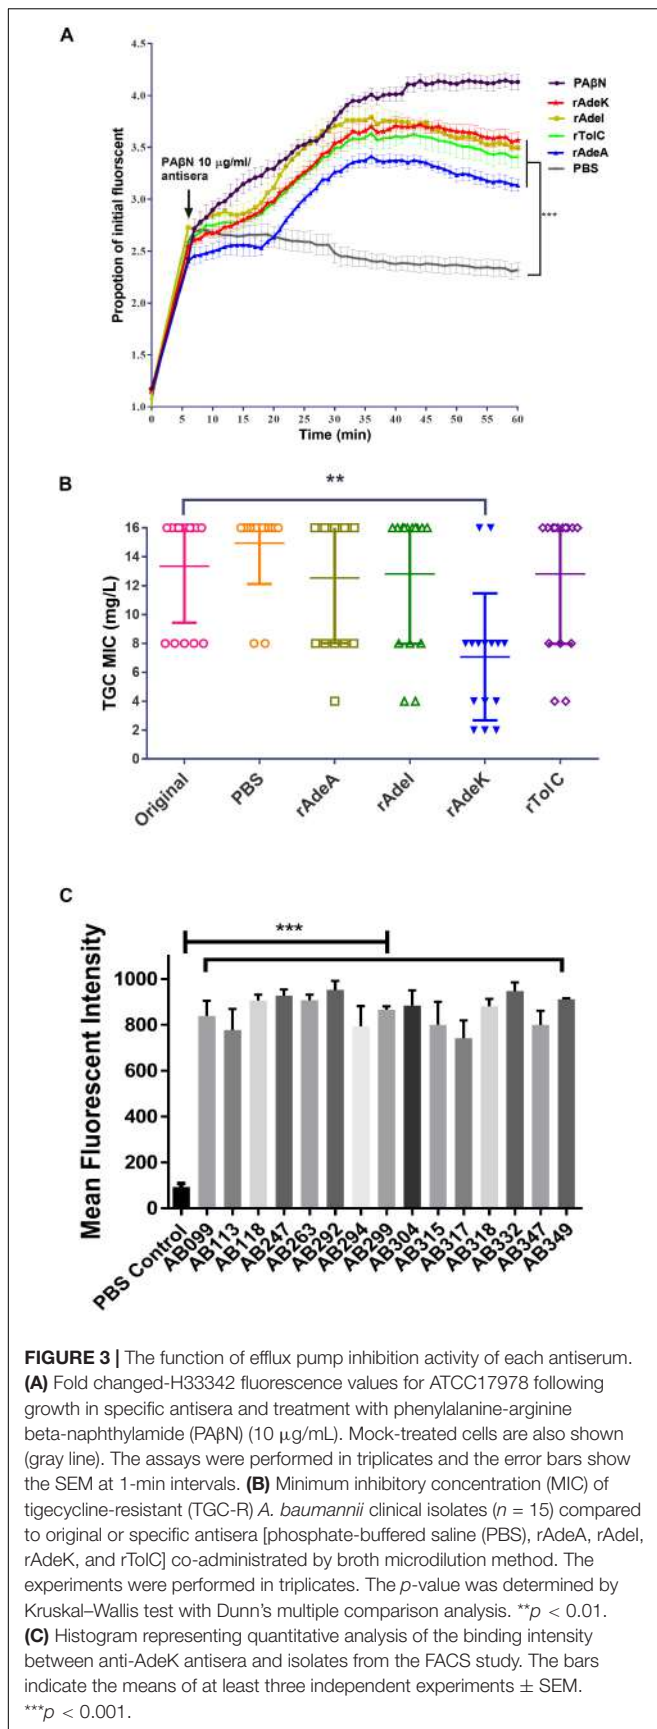 A
Propotion of initial fluorscent
4.5
4.0
3.5
3.0
2.5
2.0
1.5
1.0
PAβN 10 µg/ml/
antisera
PAβN
rAdeK
rAdeI
rTolC
rAdeA
PBS
***
0 5 10 15 20 25 30 35 40 45 50 55 60
Time (min)
B
**
TGC MIC (mg/L)
16
14
12
10
8
6
4
2
0
Original
PBS
rAdeA
rAdeI
rAdeK
rTolC
C
***
Mean Fluorescent Intensity
1000
800
600
400
200
0
PBS Control
AB099
AB113
AB118
AB247
AB263
AB292
AB294
AB299
AB304
AB315
AB317
AB318
AB332
AB347
AB349
FIGURE 3 | The function of efflux pump inhibition activity of each antiserum.
(A) Fold changed-H33342 fluorescence values for ATCC17978 following
growth in specific antisera and treatment with phenylalanine-arginine
beta-naphthylamide (PAβN) (10 µg/mL). Mock-treated cells are also shown
(gray line). The assays were performed in triplicates and the error bars show
the SEM at 1-min intervals. (B) Minimum inhibitory concentration (MIC) of
tigecycline-resistant (TGC-R) A. baumannii clinical isolates (n = 15) compared
to original or specific antisera [phosphate-buffered saline (PBS), rAdeA, rAdeI,
rAdeK, and rTolC] co-administrated by broth microdilution method. The
experiments were performed in triplicates. The p-value was determined by
Kruskal–Wallis test with Dunn's multiple comparison analysis. **p < 0.01.
(C) Histogram representing quantitative analysis of the binding intensity
between anti-AdeK antisera and isolates from the FACS study. The bars
indicate the means of at least three independent experiments ± SEM.
***p < 0.001.